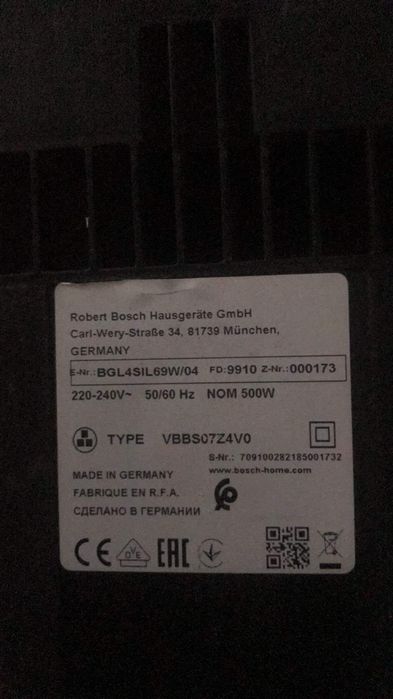 Robert Bosch Hausgeräte GmbH
Carl-Wery-Straße 34, 81739 München,
GERMANY
E-Nr.: BGL4SIL69W/04 FD: 9910 Z-Nr.: 000173
220-240V~ 50/60 Hz NOM 500W
TYPE VBBS07Z4V0
S-Nr.: 709100282185001732
www.bosch-home.com
MADE IN GERMANY
FABRIQUE EN R.F.A.
СДЕЛАНО В ГЕРМАНИИ
CE VDE EAC